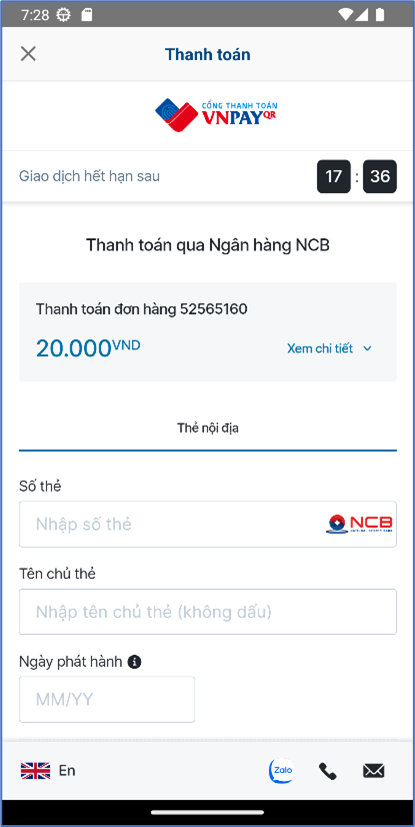 7:28
Thanh toán
CỔNG THANH TOÁN
VNPAYQR
Giao dịch hết hạn sau
17 : 36
Thanh toán qua Ngân hàng NCB
Thanh toán đơn hàng 52565160
20.000VND
Xem chi tiết
Thẻ nội địa
Số thẻ
Nhập số thẻ
NCB
Tên chủ thẻ
Nhập tên chủ thẻ (không dấu)
Ngày phát hành
MM/YY
En
Zalo